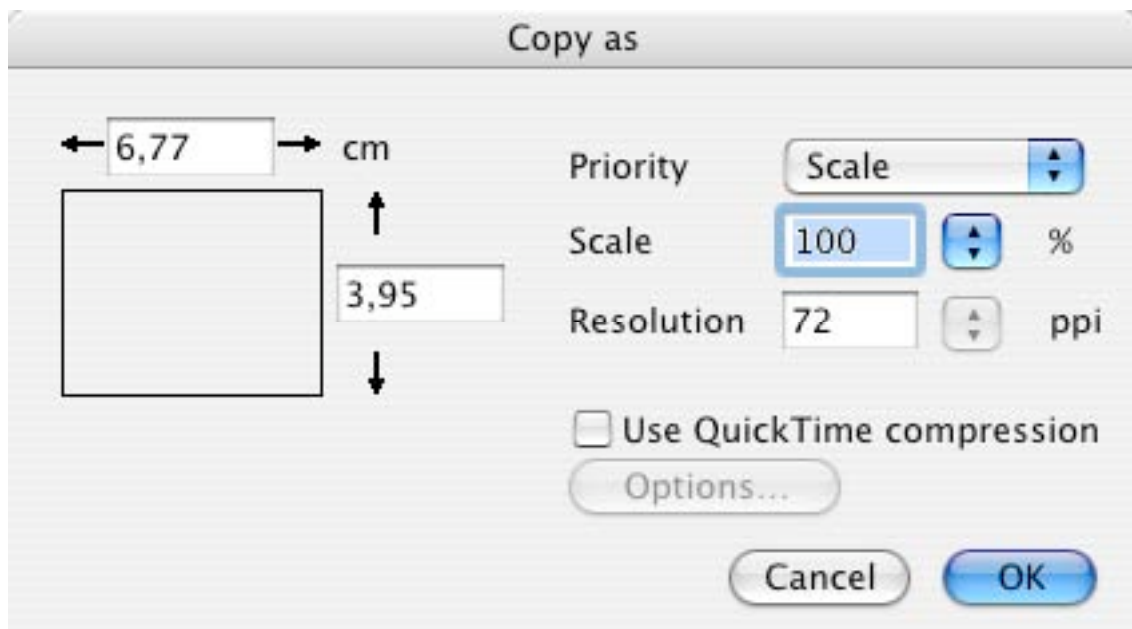 Copy as
6,77 cm
3,95
Priority Scale
Scale 100 %
Resolution 72 ppi
Use QuickTime compression
Options...
Cancel OK